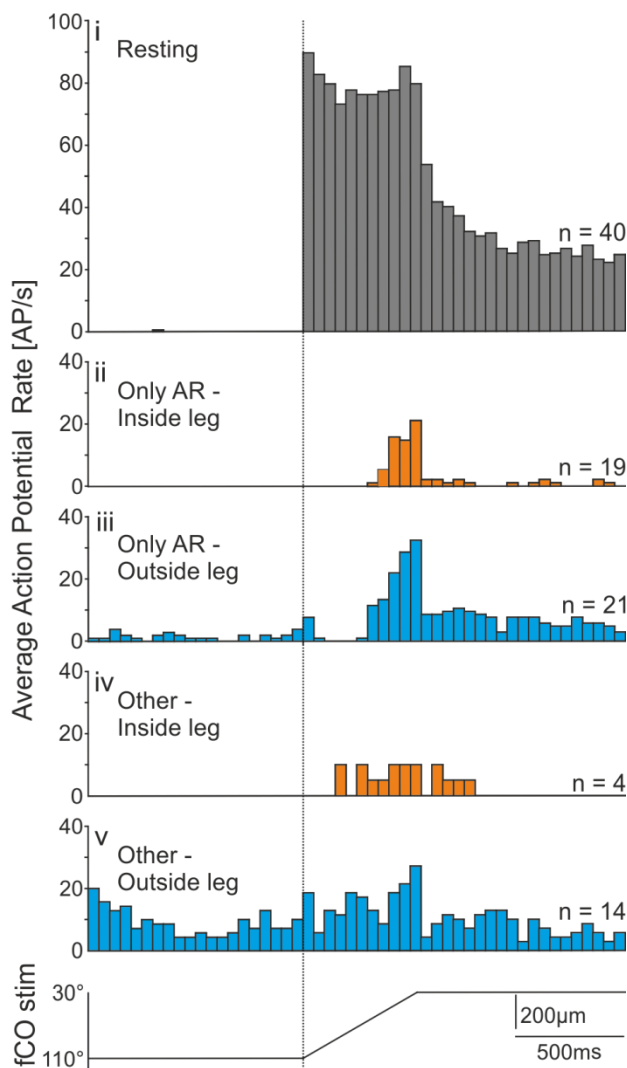 Average Action Potential Rate [AP/s]
i
Resting
100
80
60
40
20
0
n = 40
ii
Only AR -
Inside leg
40
20
0
n = 19
iii
Only AR -
Outside leg
40
20
0
n = 21
iv
Other -
Inside leg
40
20
0
n = 4
v
Other -
Outside leg
40
20
0
n = 14
fCO stim
30°
110°
200µm
500ms